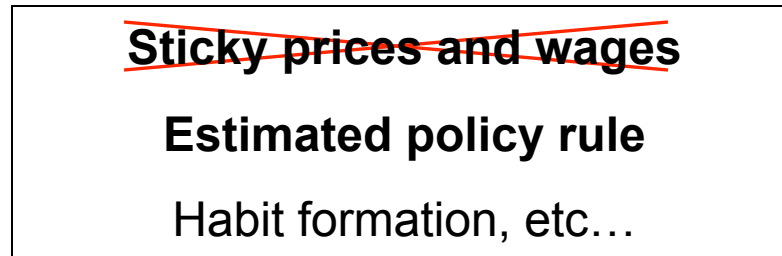 Sticky prices and wages
Estimated policy rule
Habit formation, etc…